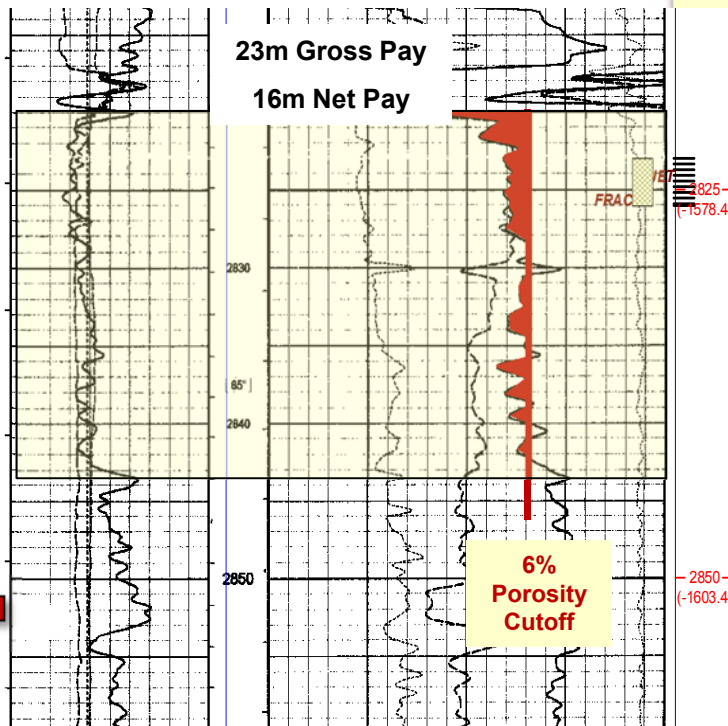 23m Gross Pay
16m Net Pay
JET
2825
FRAC
(-1578.4
2830
65°
2840
2850
2850
(-1603.4
6%
Porosity
Cutoff